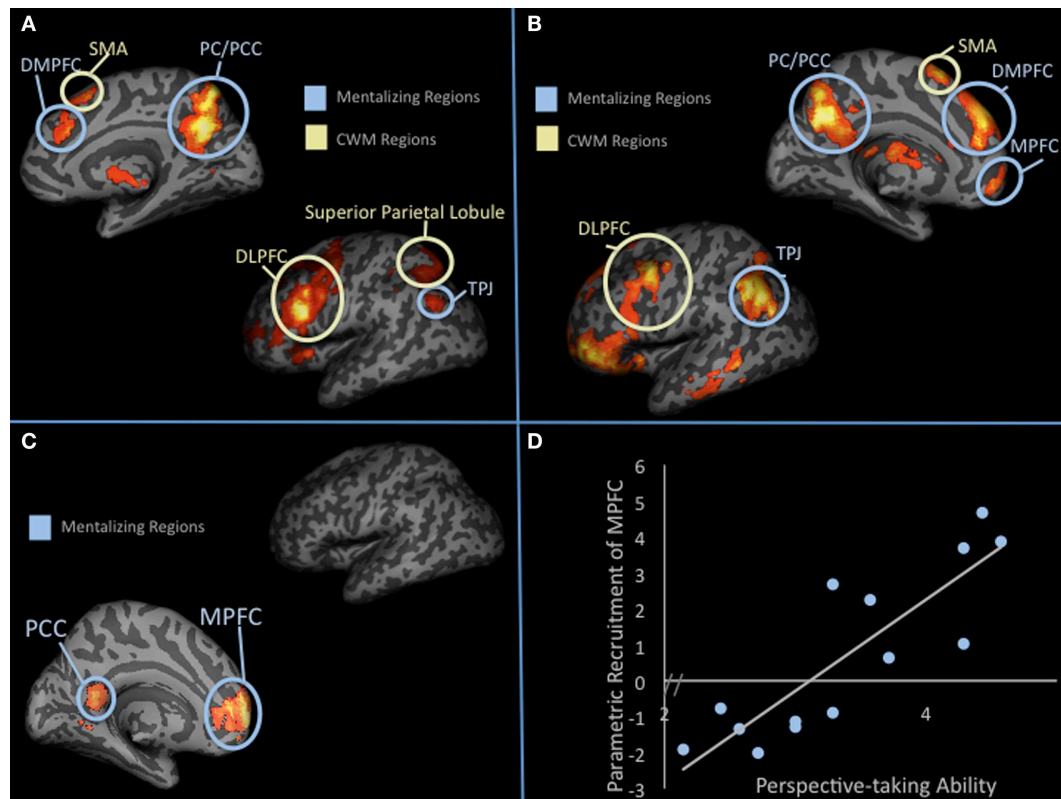 A
SMA
DMPFC
PC/PCC
Mentalizing Regions
CWM Regions
Superior Parietal Lobule
DLPFC
TPJ
B
SMA
PC/PCC
DMPFC
Mentalizing Regions
CWM Regions
MPFC
DLPFC
TPJ
C
Mentalizing Regions
PCC
MPFC
D
Parametric Recruitment of MPFC
6
5
4
3
2
1
0
-1
-2
-3
2
4
Perspective-taking Ability